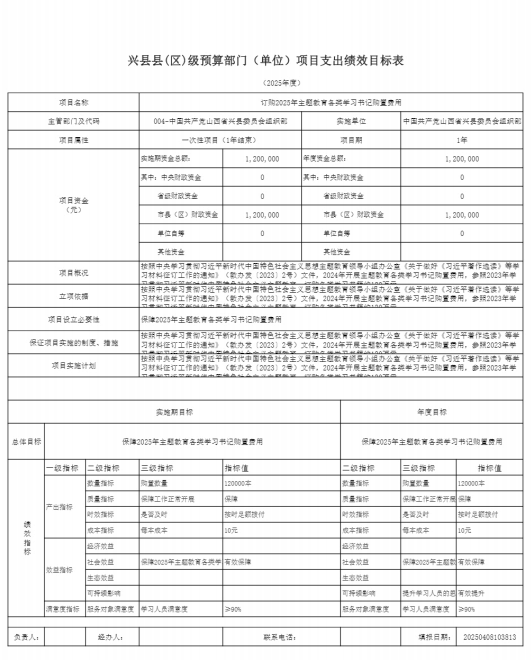 兴县县(区)级预算部门（单位）项目支出绩效目标表
（2025年度）
项目名称 订购2025年主题教育各类学习书记购置费用
主管部门及代码 004-中国共产党山西省兴县委员会组织部 实施单位 中国共产党山西省兴县委员会组织部
项目属性 一次性项目（1年结束） 项目期 1年
项目资金（元）
实施期资金总额： 1,200,000 年度资金总额： 1,200,000
其中：中央财政资金 0 其中：中央财政资金 0
省级财政资金 0 省级财政资金 0
市县（区）财政资金 1,200,000 市县（区）财政资金 1,200,000
单位自筹 0 单位自筹 0
其他资金 其他资金
项目概况 按照中央学习贯彻习近平新时代中国特色社会主义思想主题教育领导小组办公室《关于做好《习近平著作选读》等学
习材料征订工作的通知》（教办发〔2023〕2号）文件，2024年开展主题教育各类学习书记购置费用，参照2023年学
立项依据 按照中央学习贯彻习近平新时代中国特色社会主义思想主题教育领导小组办公室《关于做好《习近平著作选读》等学
习材料征订工作的通知》（教办发〔2023〕2号）文件，2024年开展主题教育各类学习书记购置费用，参照2023年学
项目设立必要性 保障2025年主题教育各类学习书记购置费用
保证项目实施的制度、措施 按照中央学习贯彻习近平新时代中国特色社会主义思想主题教育领导小组办公室《关于做好《习近平著作选读》等学
习材料征订工作的通知》（教办发〔2023〕2号）文件，2024年开展主题教育各类学习书记购置费用，参照2023年学
项目实施计划 按照中央学习贯彻习近平新时代中国特色社会主义思想主题教育领导小组办公室《关于做好《习近平著作选读》等学
习材料征订工作的通知》（教办发〔2023〕2号）文件，2024年开展主题教育各类学习书记购置费用，参照2023年学
实施期目标 年度目标
总体目标 保障2025年主题教育各类学习书记购置费用 保障2025年主题教育各类学习书记购置费用
绩效指标
一级指标 二级指标 三级指标 指标值 二级指标 三级指标 指标值
产出指标
数量指标 购置数量 120000本 数量指标 购置数量 120000本
质量指标 保障工作正常开展 保障 质量指标 保障工作正常开展 保障
时效指标 是否及时 按时足额拨付 时效指标 是否及时 按时足额拨付
成本指标 每本成本 10元 成本指标 每本成本 10元
效益指标
经济效益 经济效益
社会效益 保障2025年主题教育各类学 有效保障 社会效益 保障2025年主题教 有效保障
生态效益 生态效益
可持续影响 可持续影响 提升学习人员的思 有效提升
满意度指标 服务对象满意度 学习人员满意度 ≥90% 服务对象满意度 学习人员满意度 ≥90%
负责人： 经办人： 联系电话： 填报日期： 20250408103813